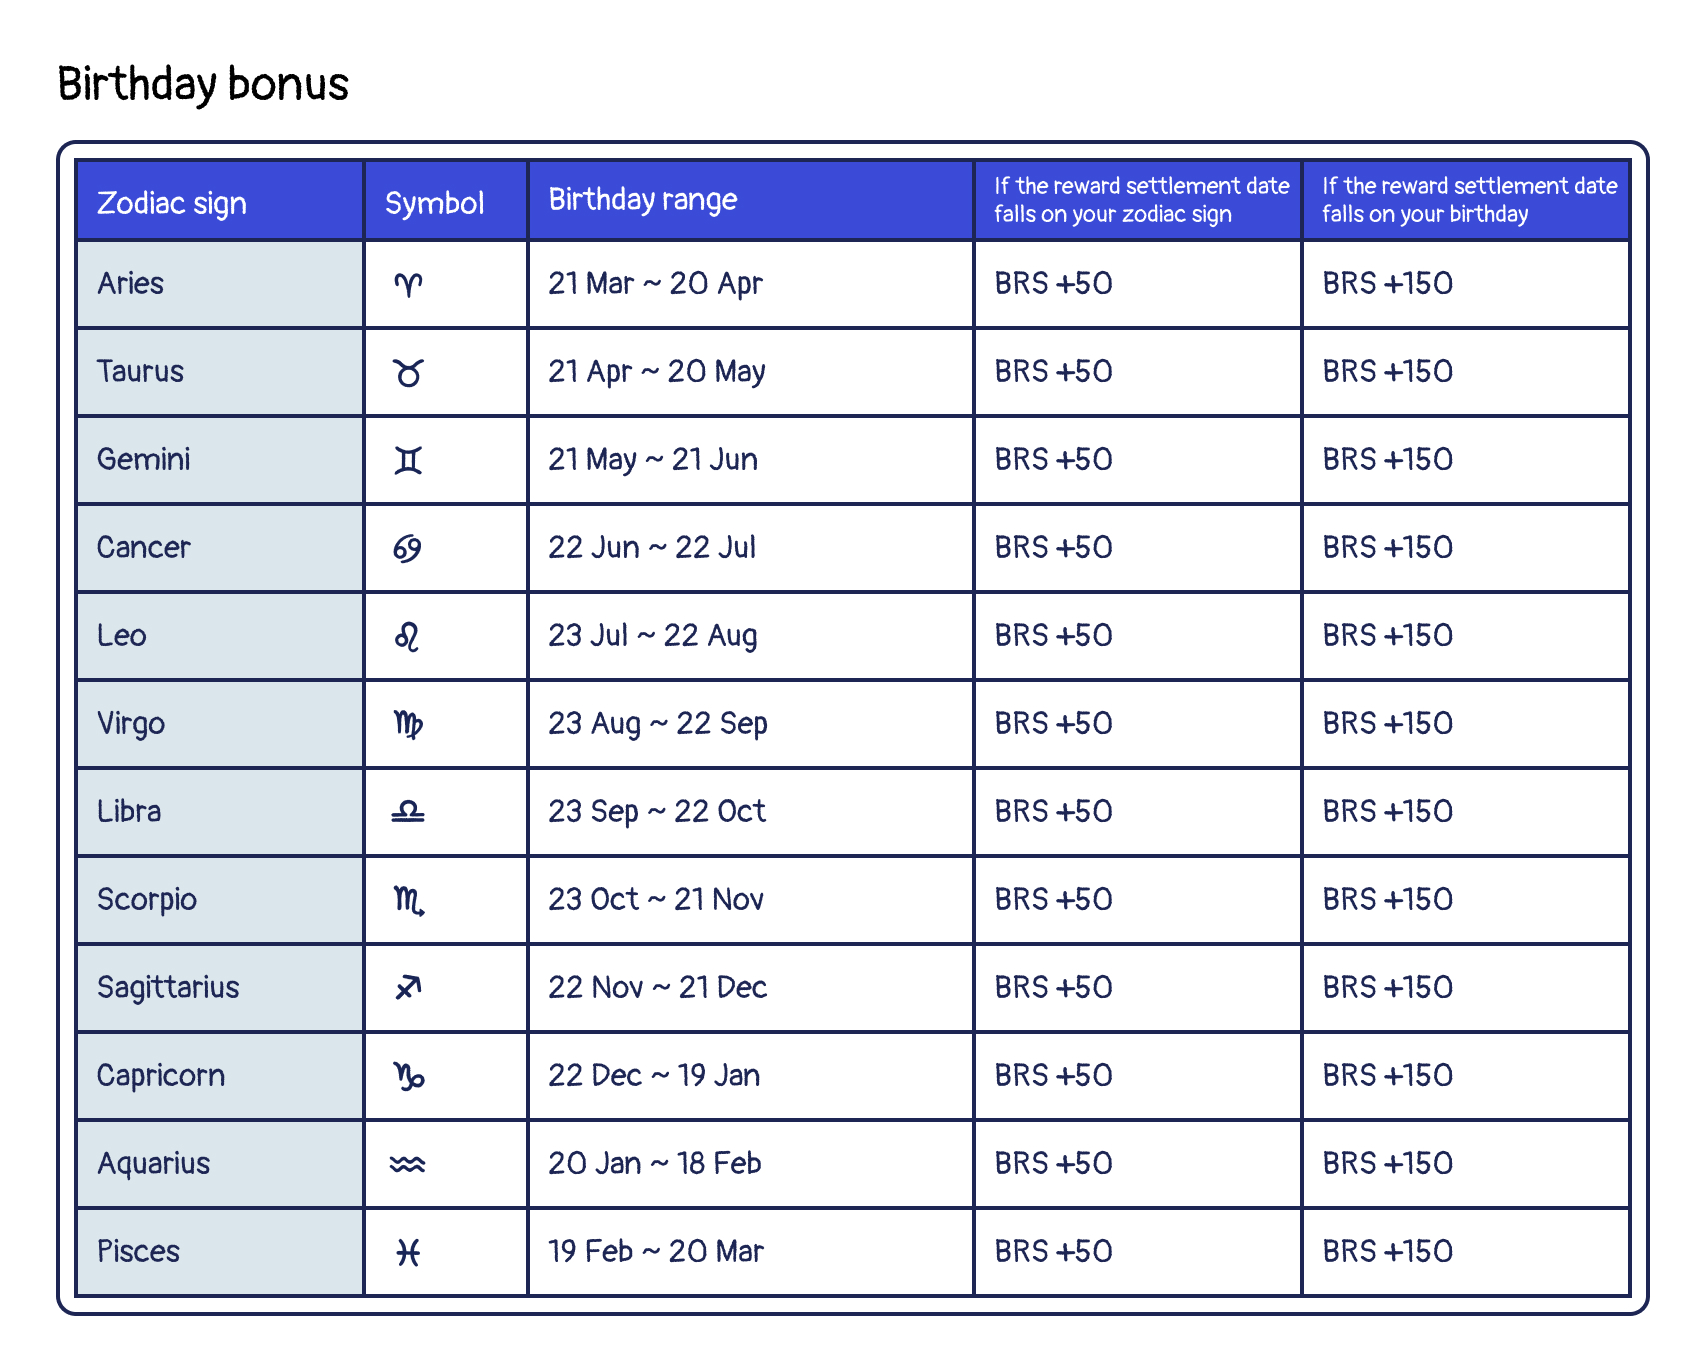 Birthday bonus
Zodiac sign Symbol Birthday range If the reward settlement date falls on your zodiac sign If the reward settlement date falls on your birthday
Aries ♈︎ 21 Mar ~ 20 Apr BRS +50 BRS +150
Taurus ♉︎ 21 Apr ~ 20 May BRS +50 BRS +150
Gemini ♊︎ 21 May ~ 21 Jun BRS +50 BRS +150
Cancer ♋︎ 22 Jun ~ 22 Jul BRS +50 BRS +150
Leo ♌︎ 23 Jul ~ 22 Aug BRS +50 BRS +150
Virgo ♍︎ 23 Aug ~ 22 Sep BRS +50 BRS +150
Libra ♎︎ 23 Sep ~ 22 Oct BRS +50 BRS +150
Scorpio ♏︎ 23 Oct ~ 21 Nov BRS +50 BRS +150
Sagittarius ♐︎ 22 Nov ~ 21 Dec BRS +50 BRS +150
Capricorn ♑︎ 22 Dec ~ 19 Jan BRS +50 BRS +150
Aquarius ♒︎ 20 Jan ~ 18 Feb BRS +50 BRS +150
Pisces ♓︎ 19 Feb ~ 20 Mar BRS +50 BRS +150